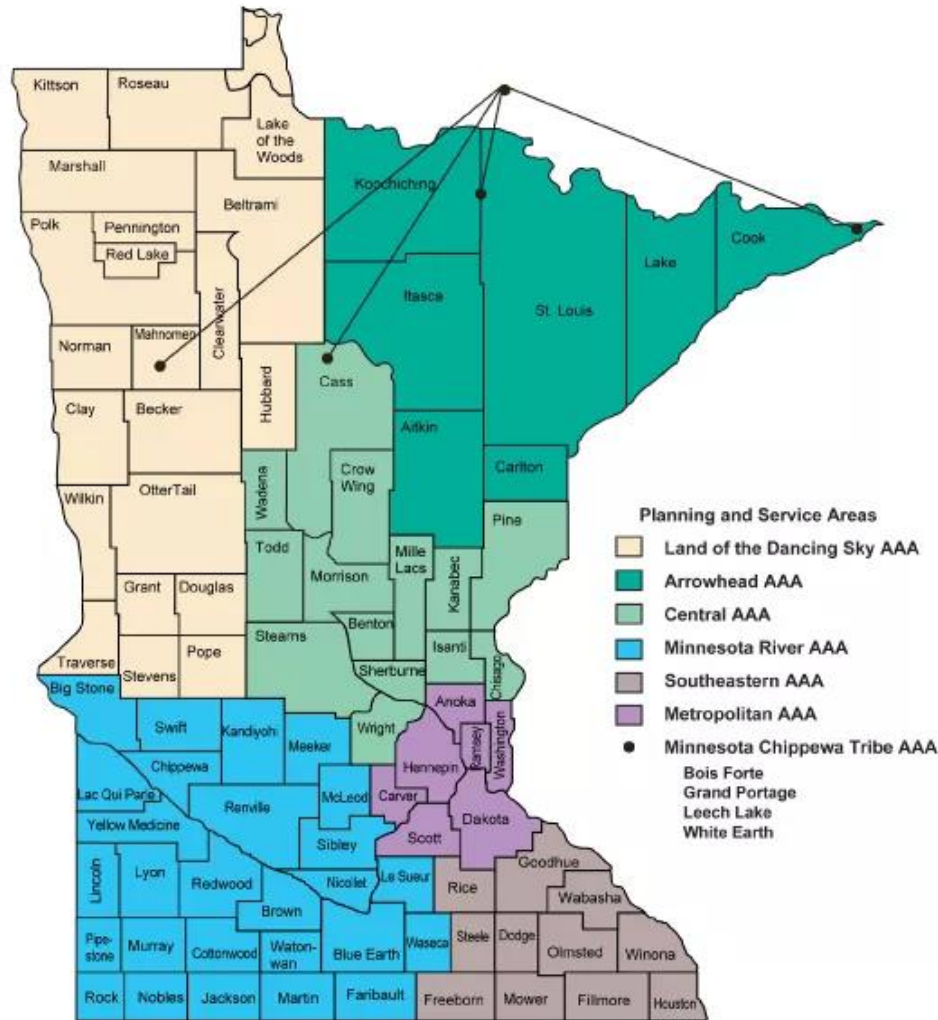 Kittson
Roseau
Lake
of the
Woods
Marshall
Koochiching
Beltrami
Polk
Pennington
Red Lake
Cook
Lake
Itasca
St. Louis
Clearwater
Norman
Mahnomen
Hubbard
Cass
Clay
Becker
Aitkin
Carlton
Crow
Wing
Wadena
Wilkin
OtterTail
Pine
Todd
Mille
Lacs
Kanabec
Morrison
Grant
Douglas
Benton
Stearns
Isanti
Chisago
Traverse
Stevens
Pope
Sherburne
Big Stone
Anoka
Swift
Kandiyohi
Wright
Meeker
Ramsey
Washington
Chippewa
Hennepin
Lac Qui Parle
Renville
McLeod
Carver
Yellow Medicine
Dakota
Scott
Sibley
Goodhue
Lincoln
Lyon
Redwood
Nicollet
Le Sueur
Rice
Wabasha
Brown
Pipe-
stone
Murray
Cottonwood
Waton-
wan
Blue Earth
Waseca
Steele
Dodge
Olmsted
Winona
Rock
Nobles
Jackson
Martin
Faribault
Freeborn
Mower
Fillmore
Houston
Planning and Service Areas
Land of the Dancing Sky AAA
Arrowhead AAA
Central AAA
Minnesota River AAA
Southeastern AAA
Metropolitan AAA
Minnesota Chippewa Tribe AAA
Bois Forte
Grand Portage
Leech Lake
White Earth